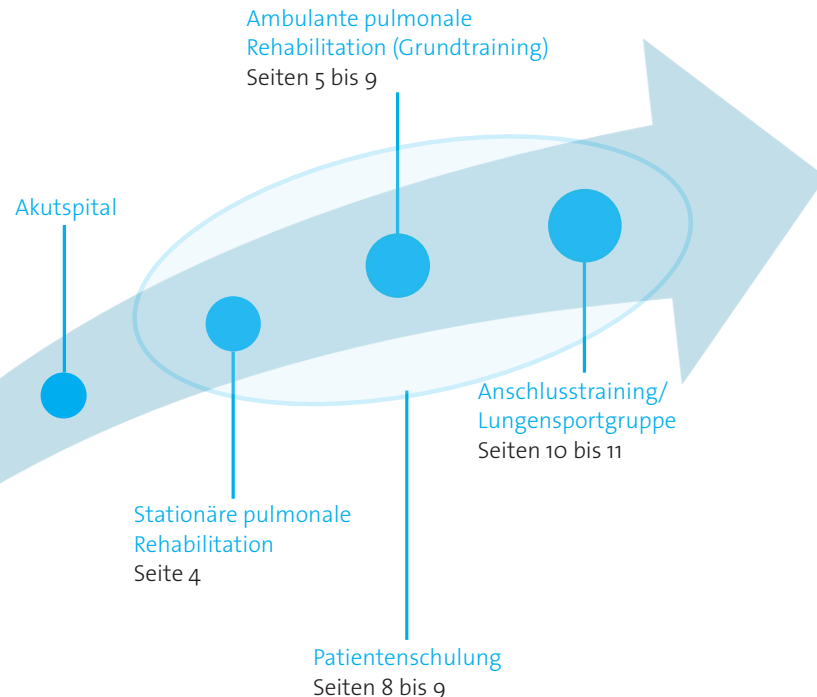 Ambulante pulmonale
Rehabilitation (Grundtraining)
Seiten 5 bis 9
Akutspital
Anschlusstraining/
Lungensportgruppe
Seiten 10 bis 11
Stationäre pulmonale
Rehabilitation
Seite 4
Patientenschulung
Seiten 8 bis 9